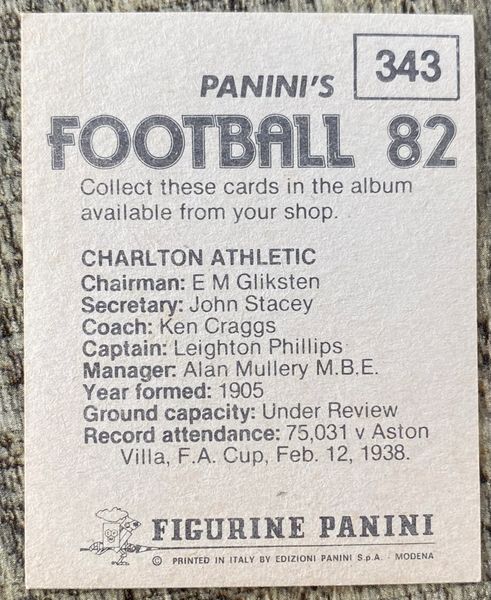 343
PANINI'S
FOOTBALL 82
Collect these cards in the album
available from your shop.
CHARLTON ATHLETIC
Chairman: E M Gliksten
Secretary: John Stacey
Coach: Ken Craggs
Captain: Leighton Phillips
Manager: Alan Mullery M.B.E.
Year formed: 1905
Ground capacity: Under Review
Record attendance: 75,031 v Aston
Villa, F.A. Cup, Feb. 12, 1938.
FIGURINE PANINI
© PRINTED IN ITALY BY EDIZIONI PANINI S.p.A. - MODENA